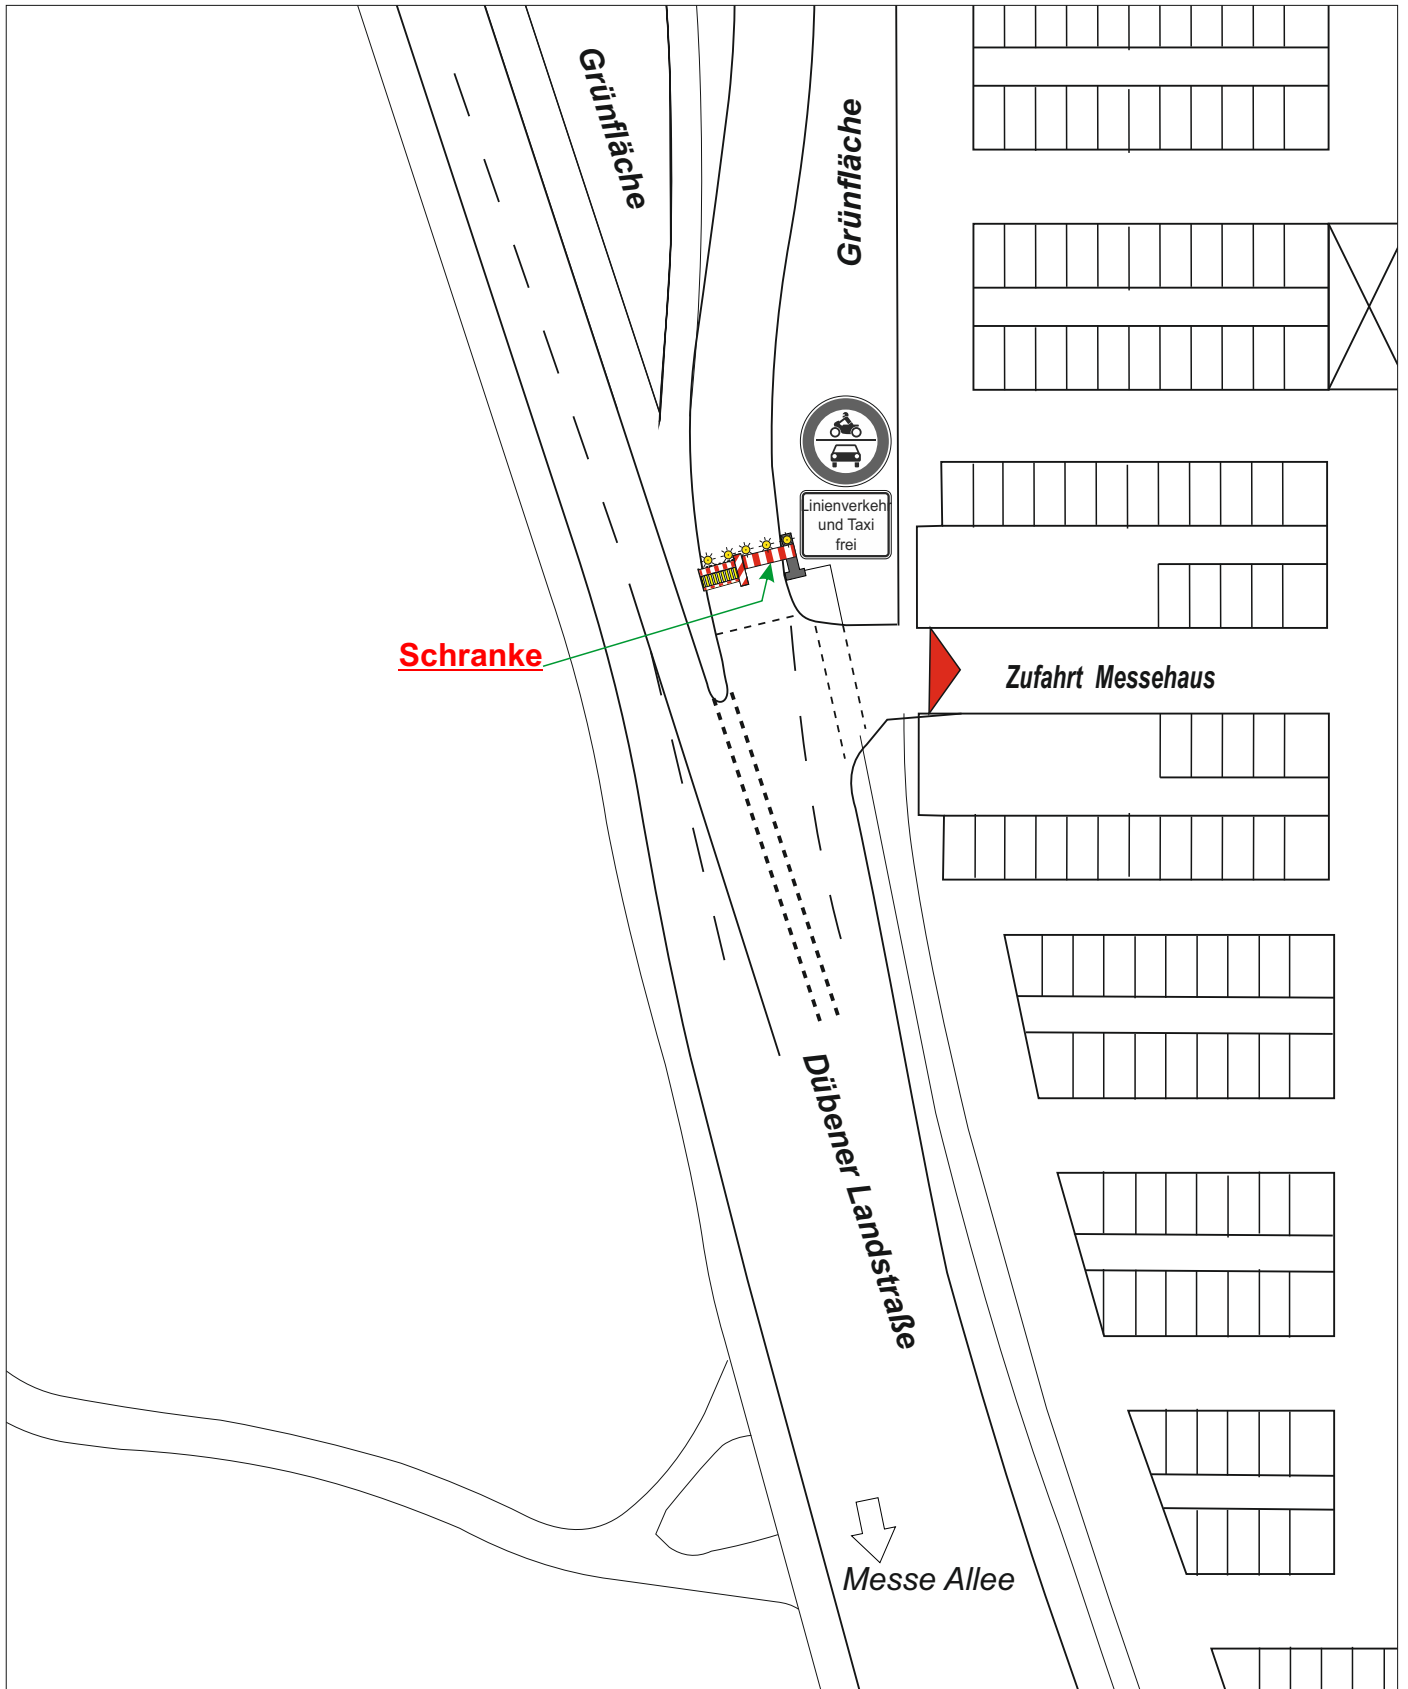 Grünfläche
Grünfläche
Linienverkehr
und Taxi
frei
Schranke
Zufahrt Messehaus
Dübener Landstraße
Messe Allee